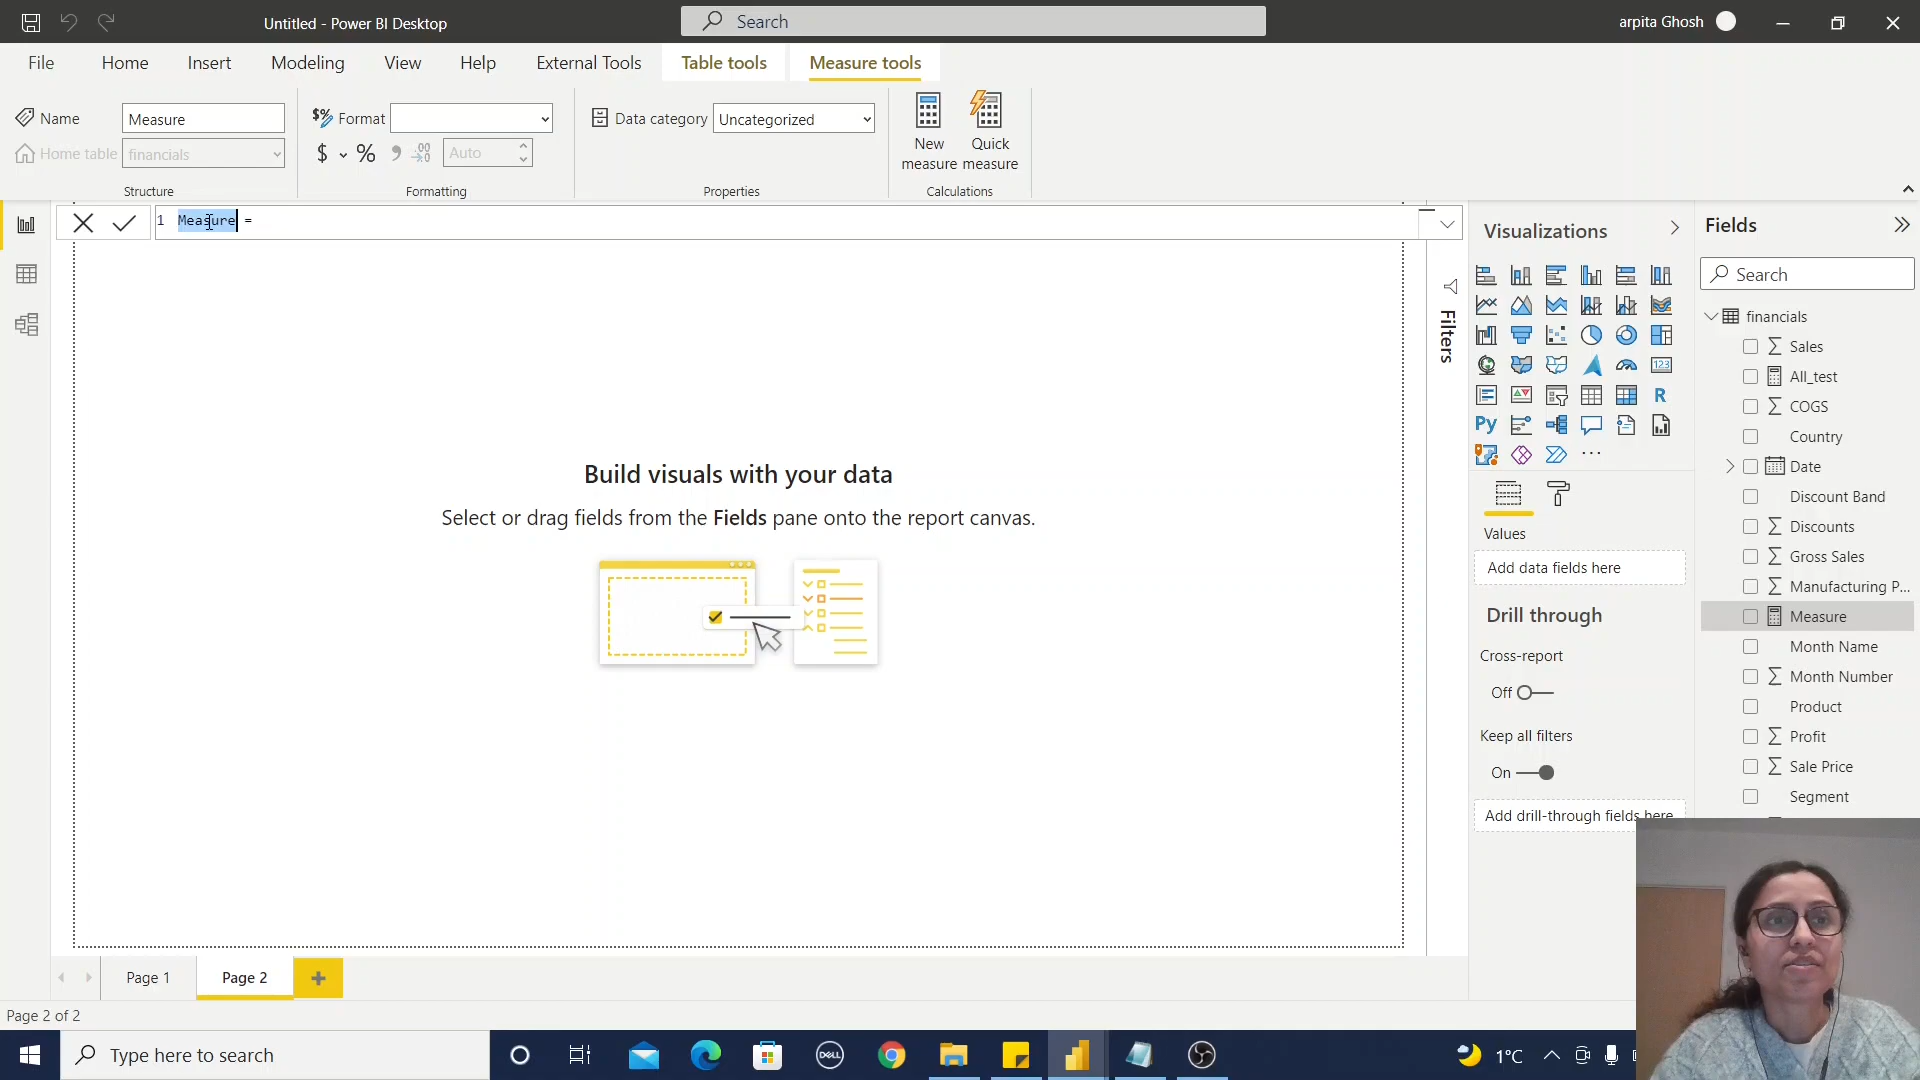 Untitled - Power BI Desktop
Search
arpita Ghosh
File Home Insert Modeling View Help External Tools Table tools Measure tools
Name Measure
Home table financials
Structure
Format
$ % Auto
Formatting
Data category Uncategorized
Properties
New measure
Quick measure
Calculations
1 Measure =
Build visuals with your data
Select or drag fields from the Fields pane onto the report canvas.
Filters
Visualizations
123
R
Py
Values
Add data fields here
Drill through
Cross-report
Off
Keep all filters
On
Add drill-through fields here
Fields
Search
financials
Sales
All_test
COGS
Country
Date
Discount Band
Discounts
Gross Sales
Manufacturing P...
Measure
Month Name
Month Number
Product
Profit
Sale Price
Segment
Page 1
Page 2
Page 2 of 2
Type here to search
DELL
1°C